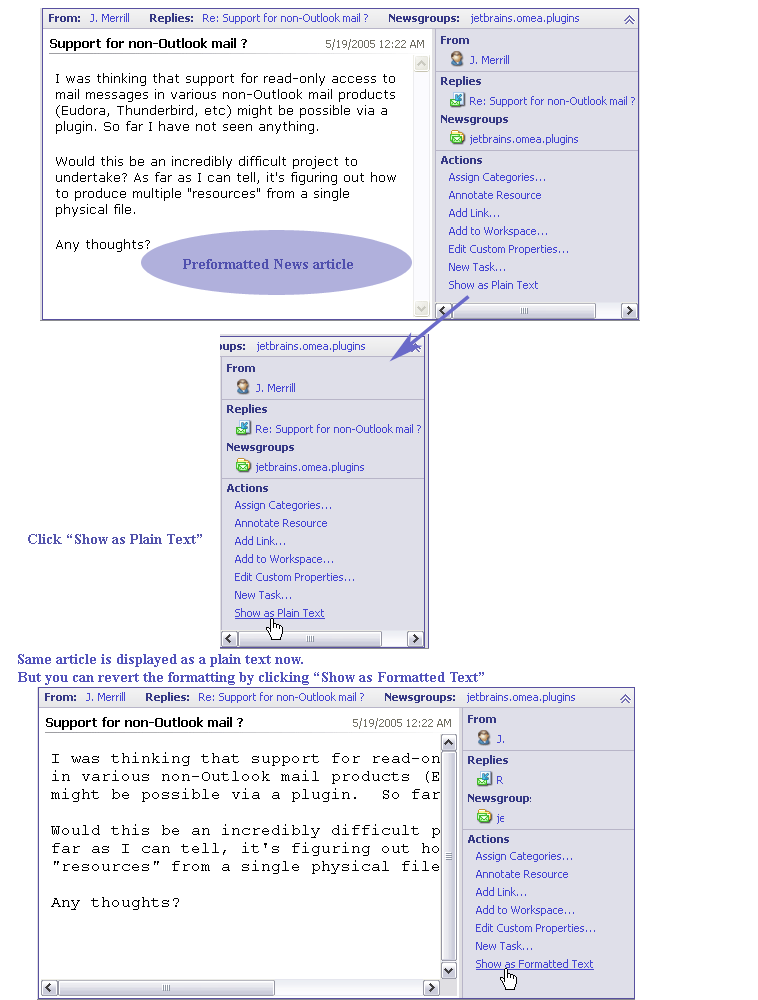 From: J. Merrill Replies: Re: Support for non-Outlook mail ? Newsgroups: jetbrains.omea.plugins
Support for non-Outlook mail ? 5/19/2005 12:22 AM
I was thinking that support for read-only access to
mail messages in various non-Outlook mail products
(Eudora, Thunderbird, etc) might be possible via a
plugin. So far I have not seen anything.
Would this be an incredibly difficult project to
undertake? As far as I can tell, it's figuring out how
to produce multiple "resources" from a single
physical file.
Any thoughts?
Preformatted News article
From
J. Merrill
Replies
Re: Support for non-Outlook mail ?
Newsgroups
jetbrains.omea.plugins
Actions
Assign Categories...
Annotate Resource
Add Link...
Add to Workspace...
Edit Custom Properties...
New Task...
Show as Plain Text
oups: jetbrains.omea.plugins
From
J. Merrill
Replies
Re: Support for non-Outlook mail ?
Newsgroups
jetbrains.omea.plugins
Actions
Assign Categories...
Annotate Resource
Add Link...
Add to Workspace...
Edit Custom Properties...
New Task...
Show as Plain Text
Click “Show as Plain Text”
Same article is displayed as a plain text now.
But you can revert the formatting by clicking “Show as Formatted Text”
From: J. Merrill Replies: Re: Support for non-Outlook mail ? Newsgroups: jetbrains.omea.plugins
Support for non-Outlook mail ? 5/19/2005 12:22 AM
I was thinking that support for read-on
in various non-Outlook mail products (E
might be possible via a plugin. So far
Would this be an incredibly difficult p
far as I can tell, it's figuring out ho
"resources" from a single physical file
Any thoughts?
From
J.
Replies
R
Newsgroup:
je
Actions
Assign Categories...
Annotate Resource
Add Link...
Add to Workspace...
Edit Custom Properties...
New Task...
Show as Formatted Text